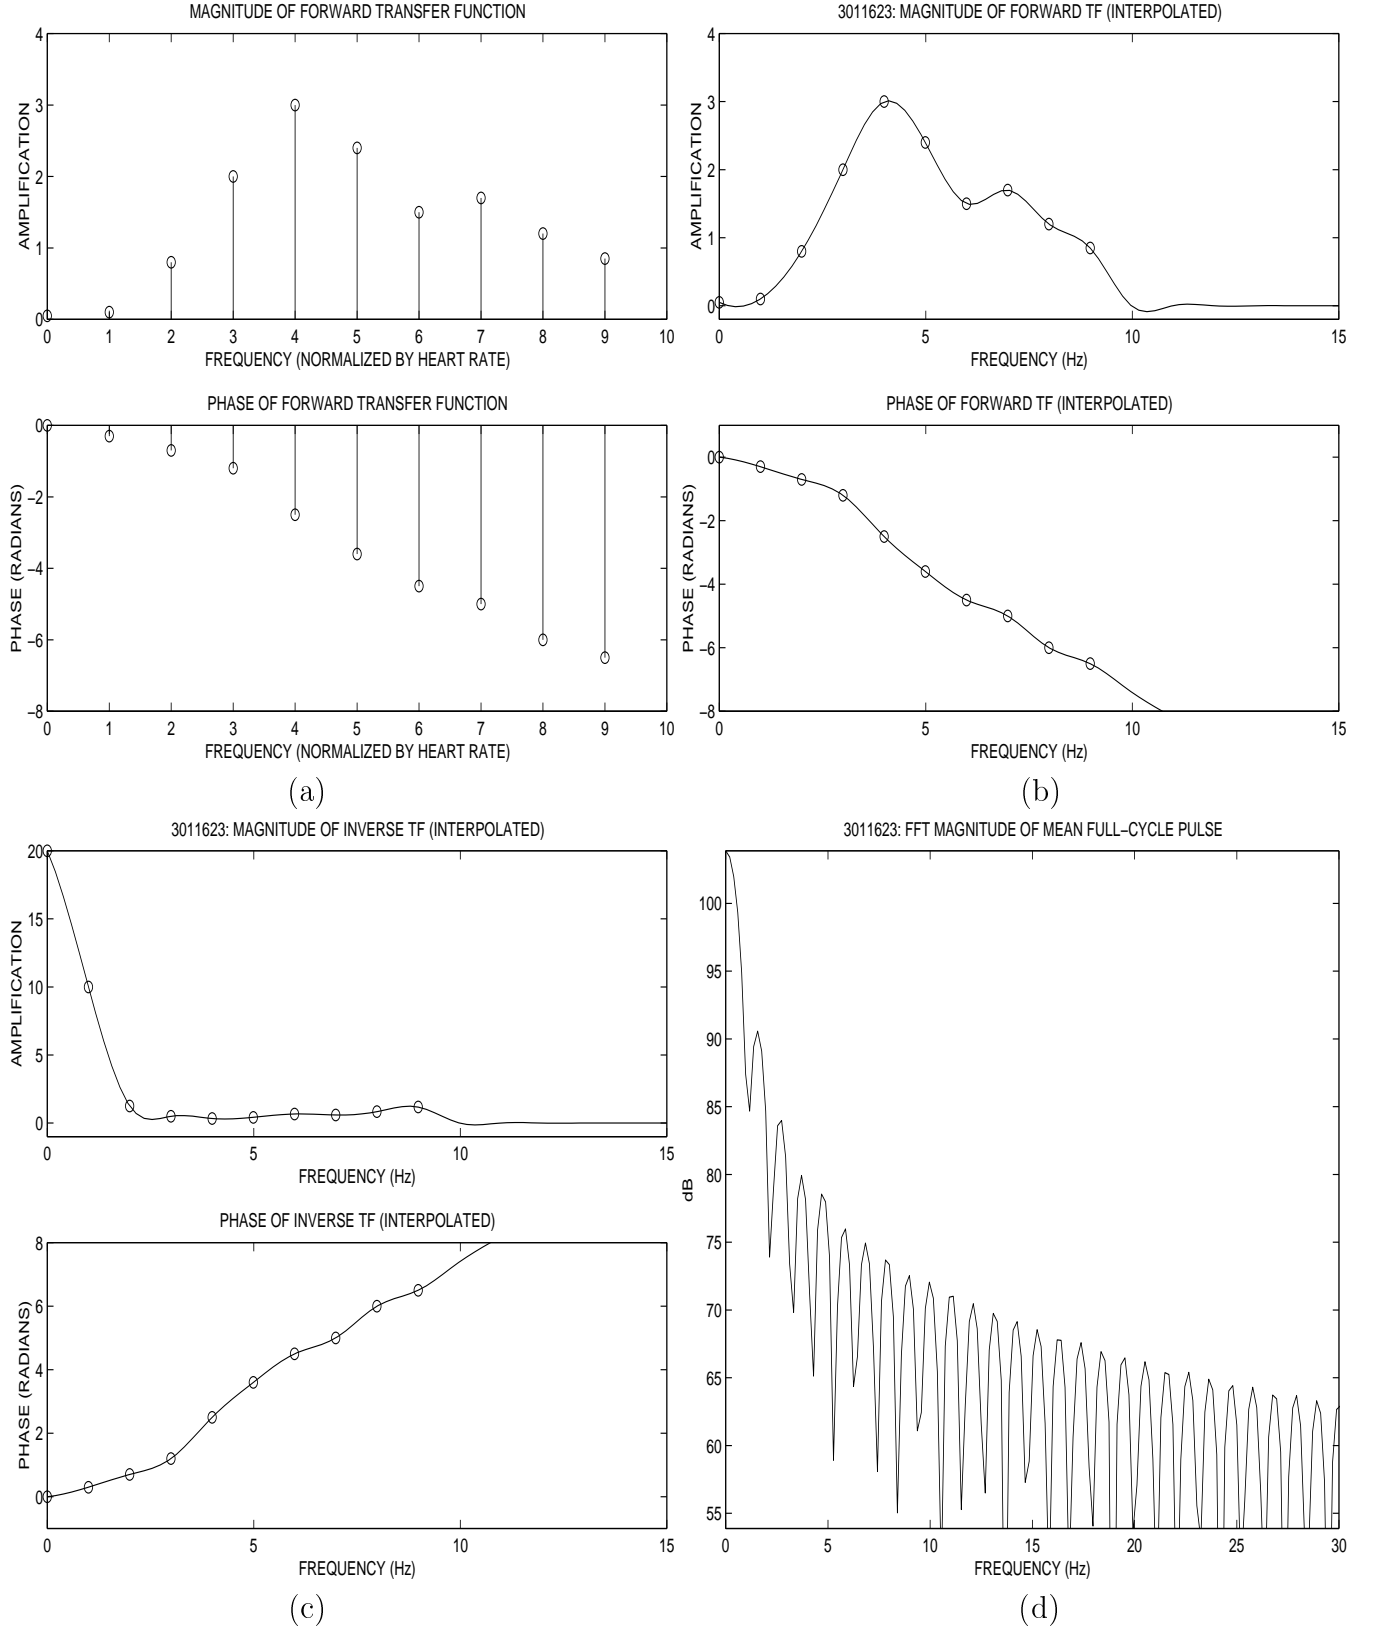 MAGNITUDE OF FORWARD TRANSFER FUNCTION
4
3
2
1
0
AMPLIFICATION
0 1 2 3 4 5 6 7 8 9 10
FREQUENCY (NORMALIZED BY HEART RATE)
PHASE OF FORWARD TRANSFER FUNCTION
0
−2
−4
−6
−8
PHASE (RADIANS)
0 1 2 3 4 5 6 7 8 9 10
FREQUENCY (NORMALIZED BY HEART RATE)
(a)
3011623: MAGNITUDE OF FORWARD TF (INTERPOLATED)
4
3
2
1
0
AMPLIFICATION
0 5 10 15
FREQUENCY (Hz)
PHASE OF FORWARD TF (INTERPOLATED)
0
−2
−4
−6
−8
PHASE (RADIANS)
0 5 10 15
FREQUENCY (Hz)
(b)
3011623: MAGNITUDE OF INVERSE TF (INTERPOLATED)
20
15
10
5
0
AMPLIFICATION
0 5 10 15
FREQUENCY (Hz)
PHASE OF INVERSE TF (INTERPOLATED)
8
6
4
2
0
PHASE (RADIANS)
0 5 10 15
FREQUENCY (Hz)
(c)
3011623: FFT MAGNITUDE OF MEAN FULL−CYCLE PULSE
100
95
90
85
80
75
70
65
60
55
dB
0 5 10 15 20 25 30
FREQUENCY (Hz)
(d)